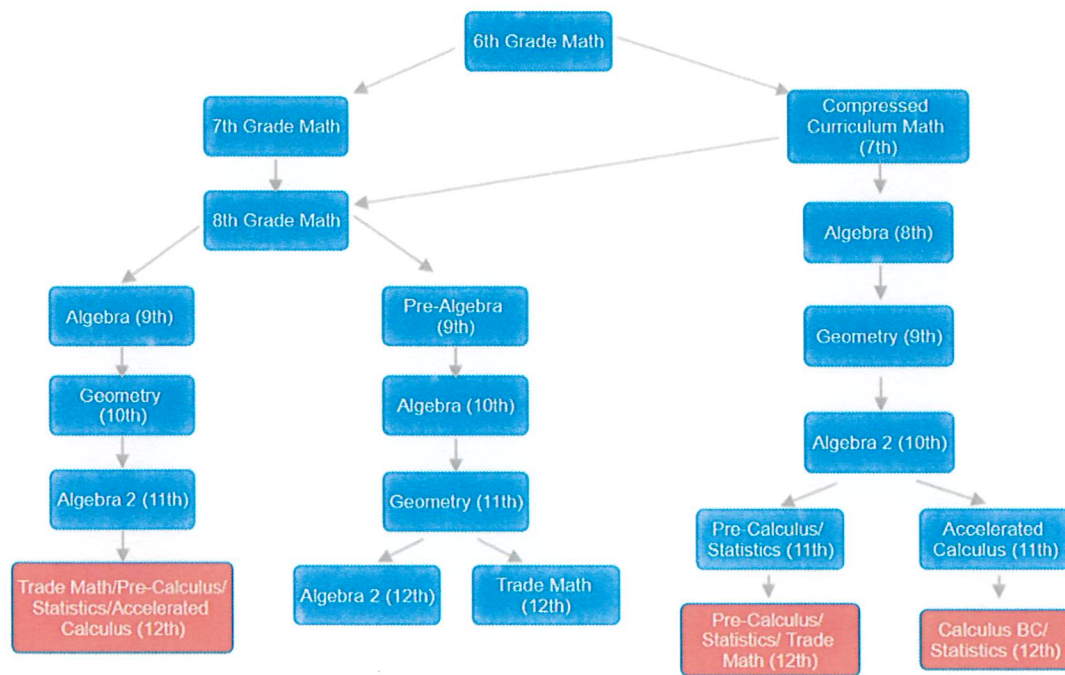 6th Grade Math
7th Grade Math
Compressed
Curriculum Math
(7th)
8th Grade Math
Algebra (8th)
Algebra (9th)
Pre-Algebra
(9th)
Geometry (9th)
Geometry
(10th)
Algebra (10th)
Algebra 2 (10th)
Algebra 2 (11th)
Geometry (11th)
Pre-Calculus/
Statistics (11th)
Accelerated
Calculus (11th)
Trade Math/Pre-Calculus/
Statistics/Accelerated
Calculus (12th)
Algebra 2 (12th)
Trade Math
(12th)
Pre-Calculus/
Statistics/ Trade
Math (12th)
Calculus BC/
Statistics (12th)